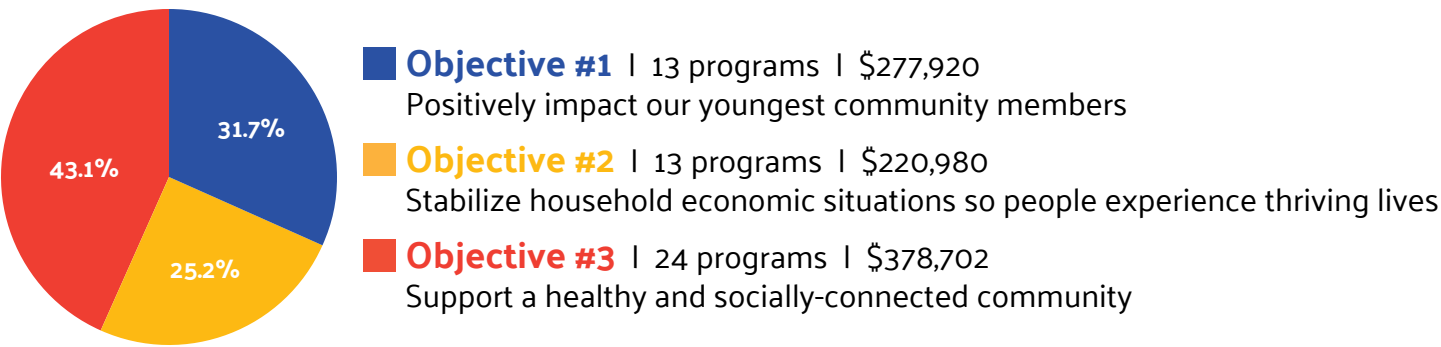 31.7%
43.1%
25.2%
Objective #1 | 13 programs | $277,920
Positively impact our youngest community members
Objective #2 | 13 programs | $220,980
Stabilize household economic situations so people experience thriving lives
Objective #3 | 24 programs | $378,702
Support a healthy and socially-connected community